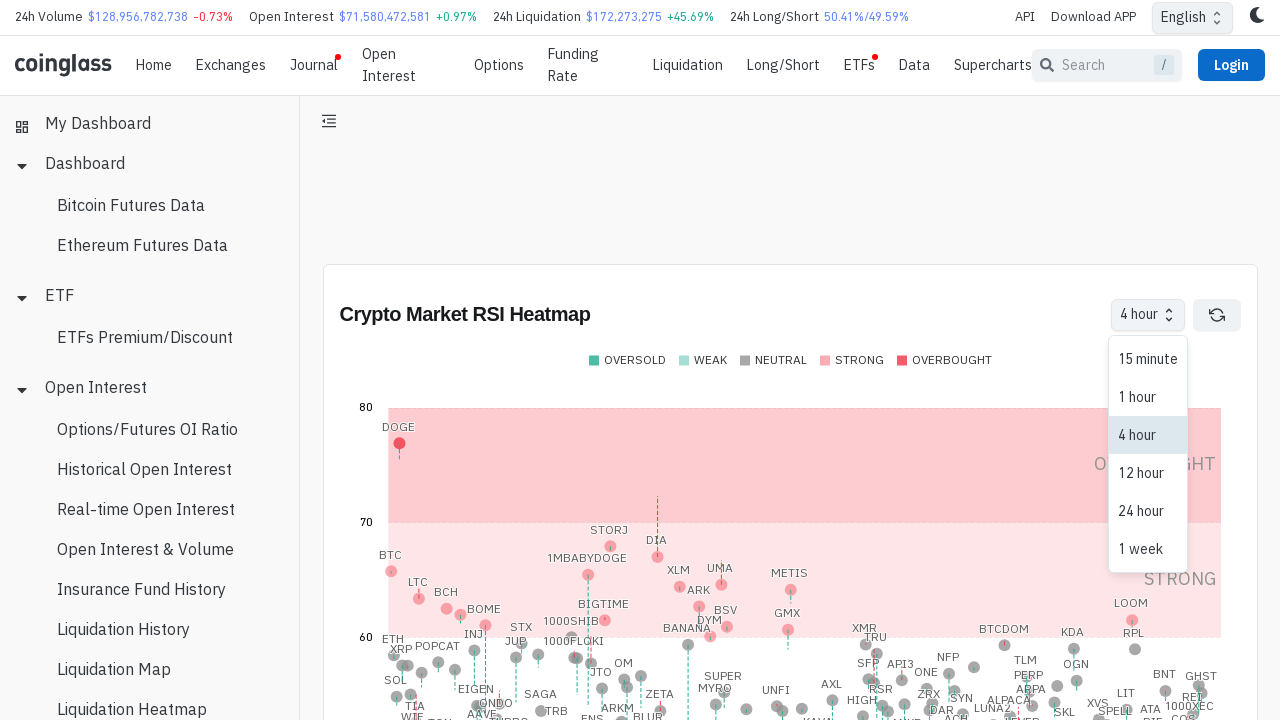 24h Volume $128,956,782,738 -0.73% Open Interest $71,580,472,581 +0.97% 24h Liquidation $172,273,275 +45.69% 24h Long/Short 50.41%/49.59% API Download APP English
coinglass Home Exchanges Journal Open Interest Options Funding Rate Liquidation Long/Short ETFs Data Supercharts Search / Login
My Dashboard
Dashboard
Bitcoin Futures Data
Ethereum Futures Data
ETF
ETFs Premium/Discount
Open Interest
Options/Futures OI Ratio
Historical Open Interest
Real-time Open Interest
Open Interest & Volume
Insurance Fund History
Liquidation History
Liquidation Map
Liquidation Heatmap
Crypto Market RSI Heatmap
4 hour
15 minute
1 hour
4 hour
12 hour
24 hour
1 week
OVERSOLD WEAK NEUTRAL STRONG OVERBOUGHT
80
DOGE
70
STORJ
DIA
BTC 1MBABYDOGE
XLM UMA METIS
STRONG
LTC
BCH ARK
BOME BIGTIME BSV LOOM
GMX
1000SHIB DYM
STX BANANA XMR BTCDOM KDA RPL
60
ETH INJ JUP 1000FLOKI TRU
XRP POPCAT
NFP TLM
JTO OM SFP API3 OGN
SOL SUPER ONE PERP BNT GHST
EIGEN MYRO UNFI AXL RSR ARPA
SAGA ZETA ZRX SYN LIT RET
TIA ONDO ARKM HIGH ALPACA XVS 1000XEC
TRB DAR LUNA2 SKL SPELL ATA
AAVE BLUR